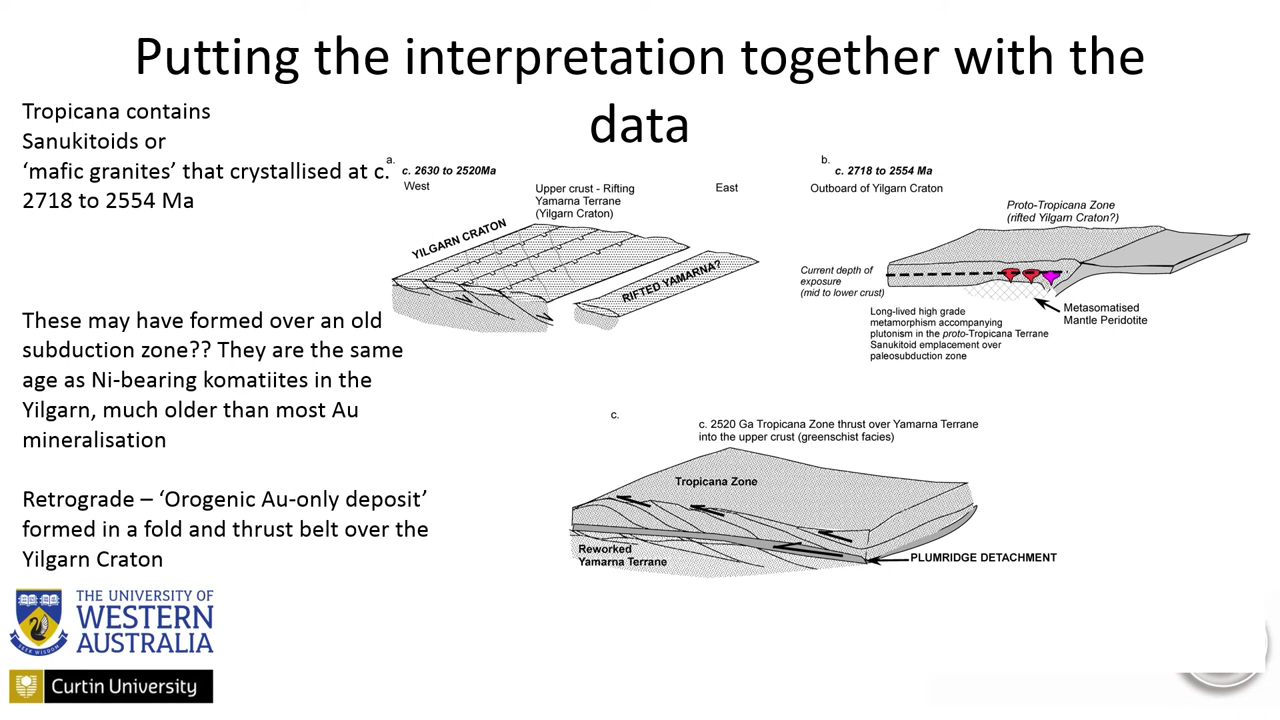 Putting the interpretation together with the
data
Tropicana contains
Sanukitoids or
‘mafic granites’ that crystallised at c.
2718 to 2554 Ma
These may have formed over an old
subduction zone?? They are the same
age as Ni-bearing komatiites in the
Yilgarn, much older than most Au
mineralisation
Retrograde – ‘Orogenic Au-only deposit’
formed in a fold and thrust belt over the
Yilgarn Craton
a.
c. 2630 to 2520Ma
West
Upper crust - Rifting
Yamarna Terrane
(Yilgarn Craton)
East
YILGARN CRATON
RIFTED YAMARNA?
b.
c. 2718 to 2554 Ma
Outboard of Yilgarn Craton
Proto-Tropicana Zone
(rifted Yilgarn Craton?)
Current depth of
exposure
(mid to lower crust)
Long-lived high grade
metamorphism accompanying
plutonism in the proto-Tropicana Terrane
Sanukitoid emplacement over
paleosubduction zone
Metasomatised
Mantle Peridotite
c.
c. 2520 Ga Tropicana Zone thrust over Yamarna Terrane
into the upper crust (greenschist facies)
Tropicana Zone
Reworked
Yamarna Terrane
PLUMRIDGE DETACHMENT
THE UNIVERSITY OF
WESTERN
AUSTRALIA
SEEK WISDOM
Curtin University